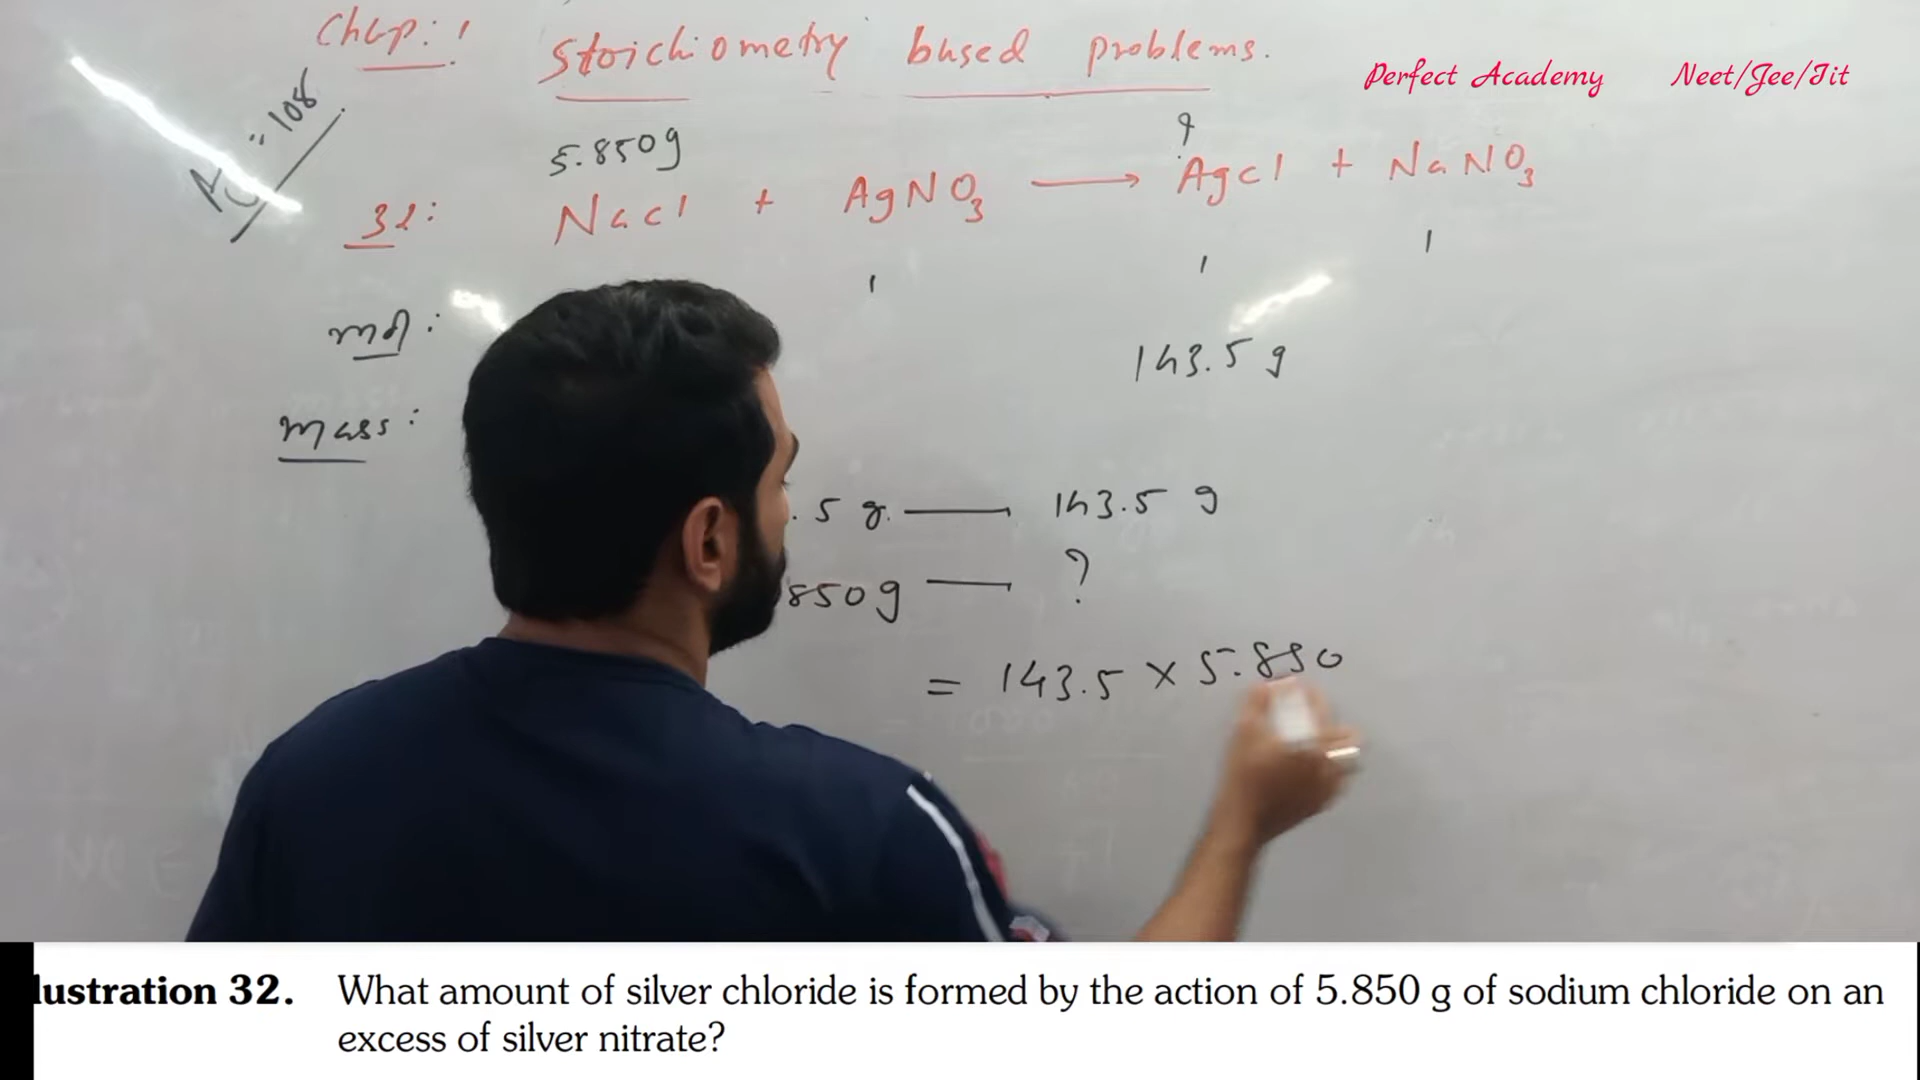 Chap: 1 Stoichiometry based problems.
Perfect Academy Neet/Jee/Iit
= 108
5.850g ?
32: NaCl + AgNO3 → AgCl + NaNO3
1 1 1
mol:
143.5 g
mass:
.5 g — 143.5 g
850g — ?
= 143.5 × 5.850
lustration 32. What amount of silver chloride is formed by the action of 5.850 g of sodium chloride on an
excess of silver nitrate?